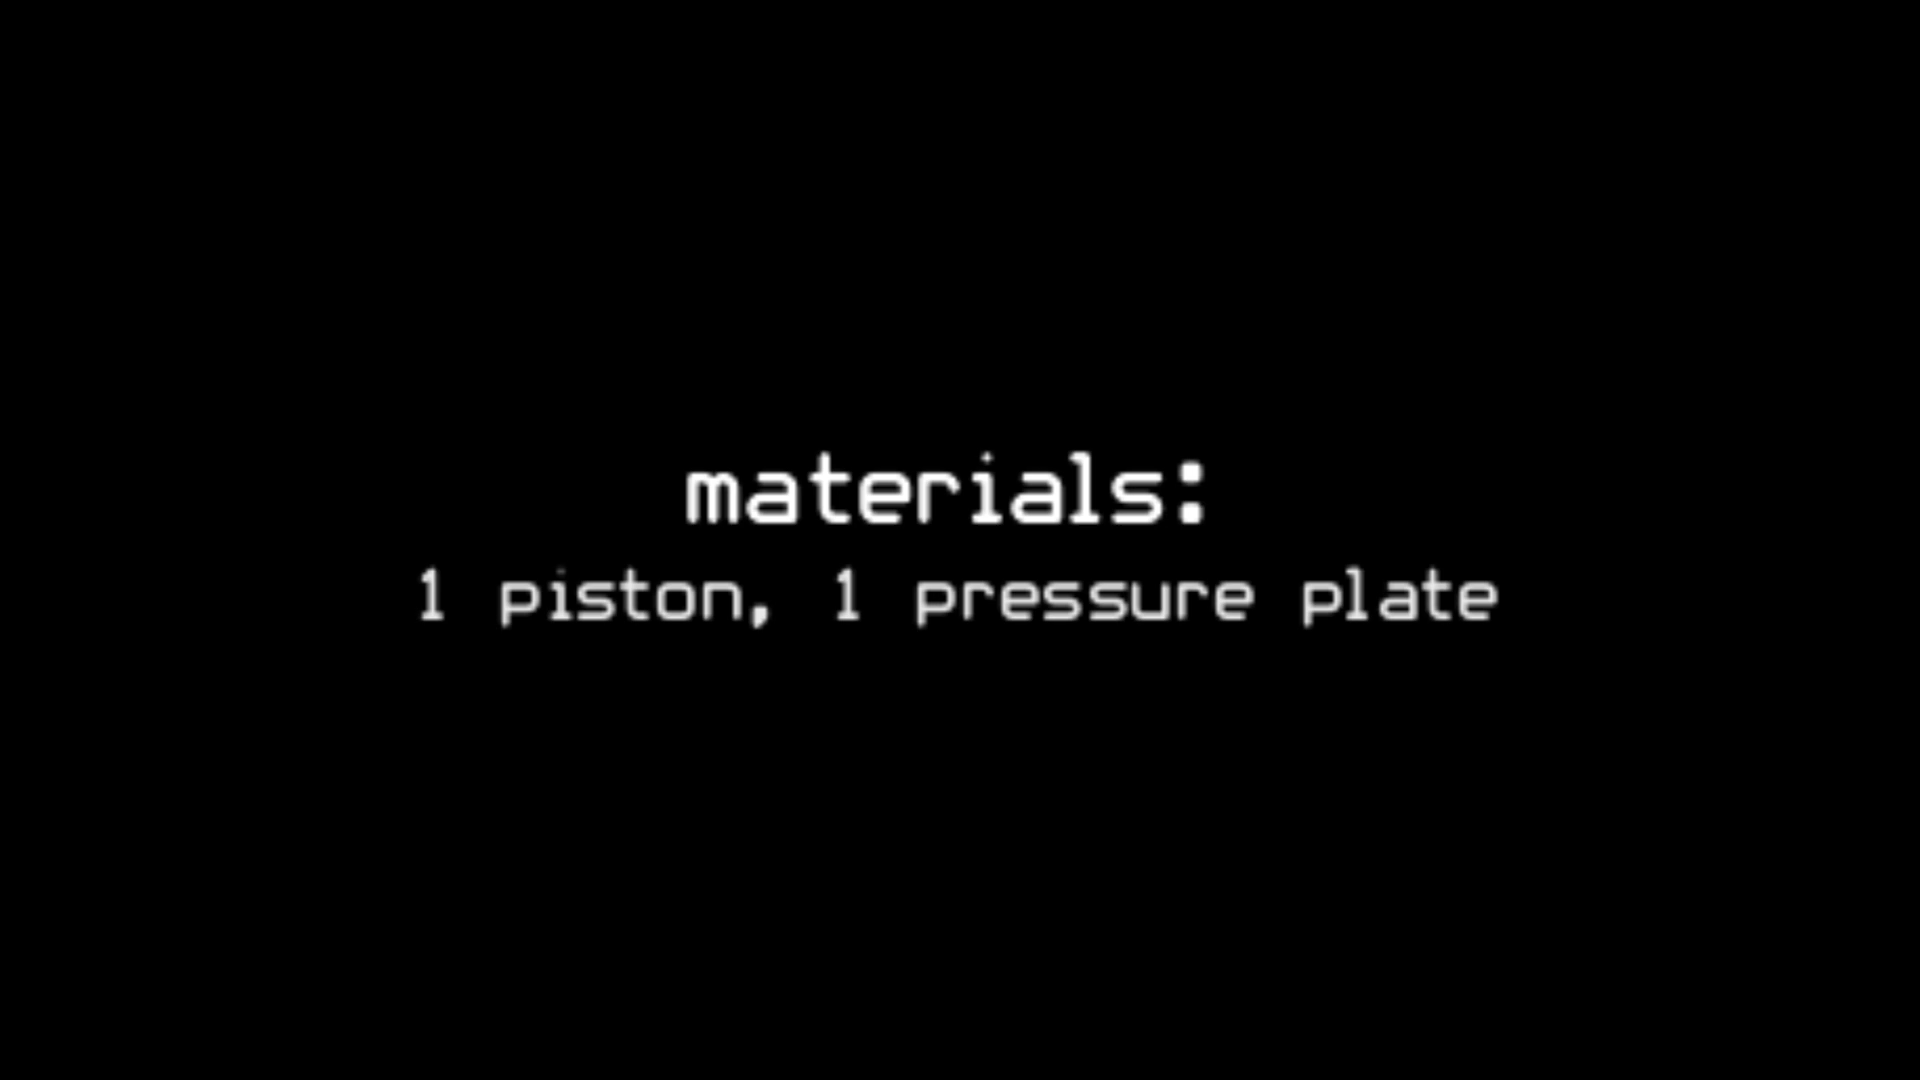 materials:
1 piston, 1 pressure plate